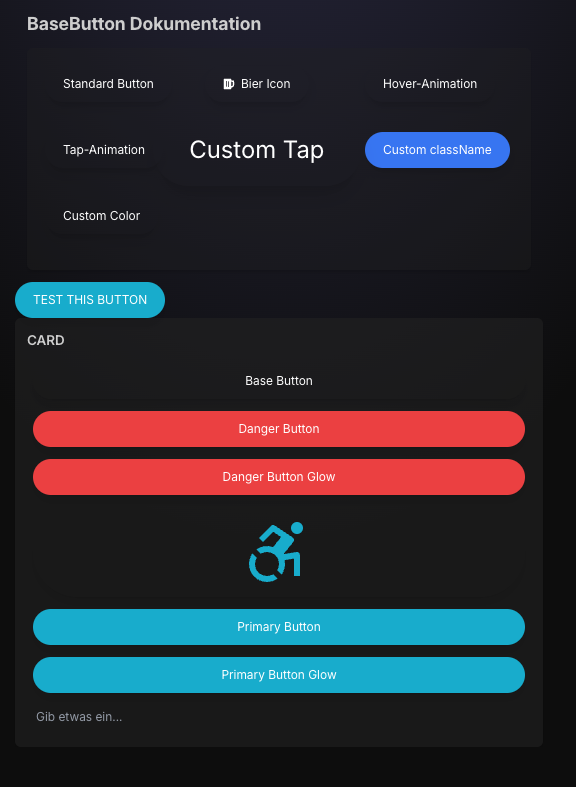 BaseButton Dokumentation
Standard Button
Bier Icon
Hover-Animation
Tap-Animation
Custom Tap
Custom className
Custom Color
TEST THIS BUTTON
CARD
Base Button
Danger Button
Danger Button Glow
Primary Button
Primary Button Glow
Gib etwas ein...